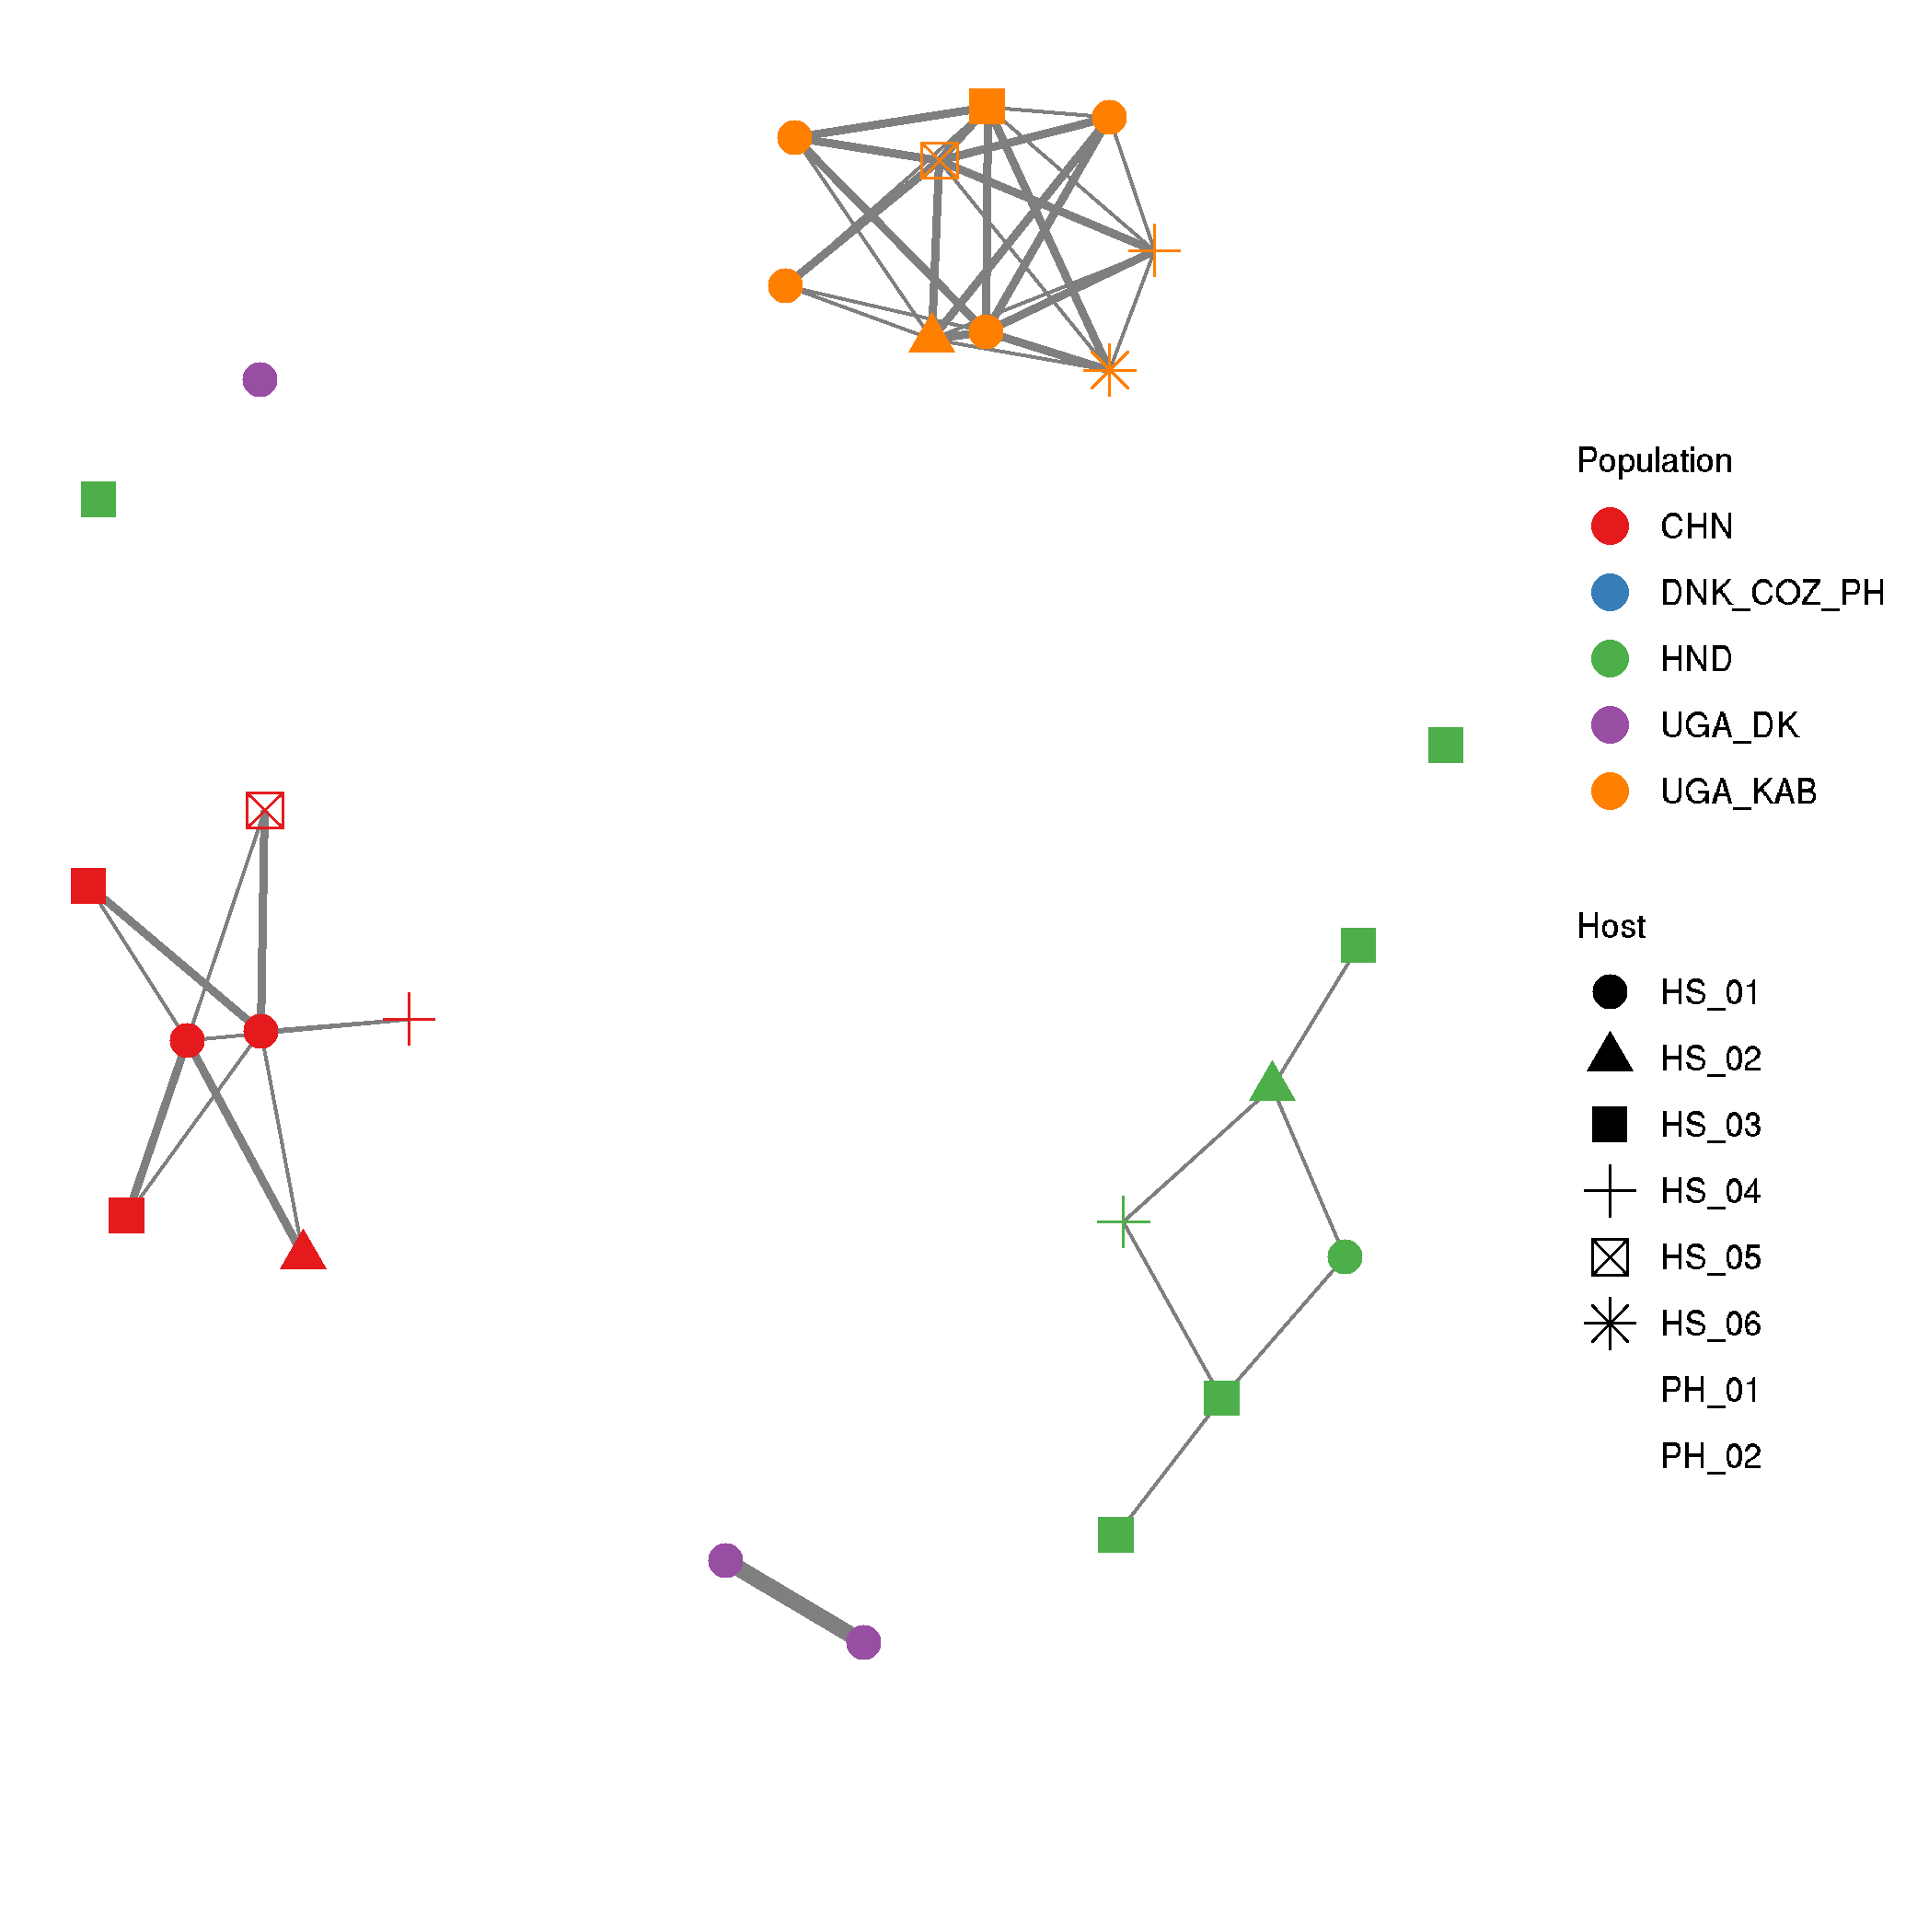 Population
CHN
DNK_COZ_PH
HND
UGA_DK
UGA_KAB
Host
HS_01
HS_02
HS_03
HS_04
HS_05
HS_06
PH_01
PH_02